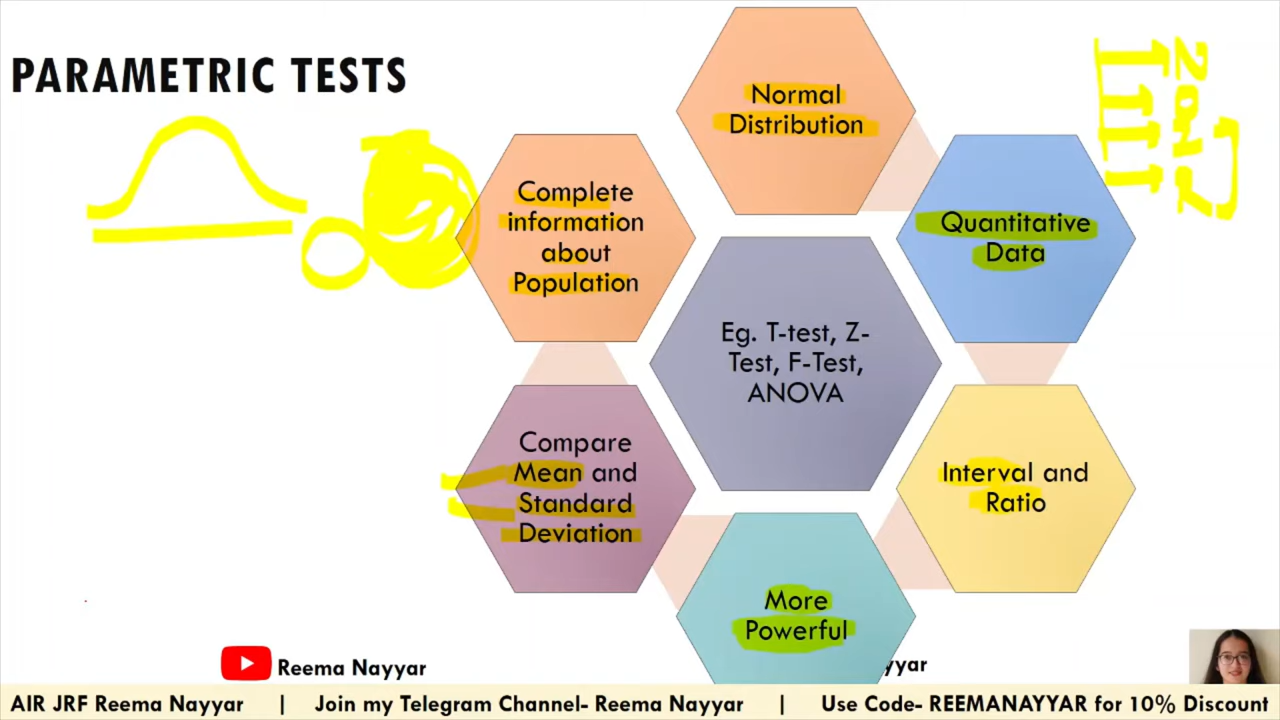 PARAMETRIC TESTS
Normal
Distribution
Complete
information
about
Population
Quantitative
Data
Eg. T-test, Z-
Test, F-Test,
ANOVA
Compare
Mean and
Standard
Deviation
Interval and
Ratio
More
Powerful
Reema Nayyar
yyar
AIR JRF Reema Nayyar | Join my Telegram Channel- Reema Nayyar | Use Code- REEMANAYYAR for 10% Discount